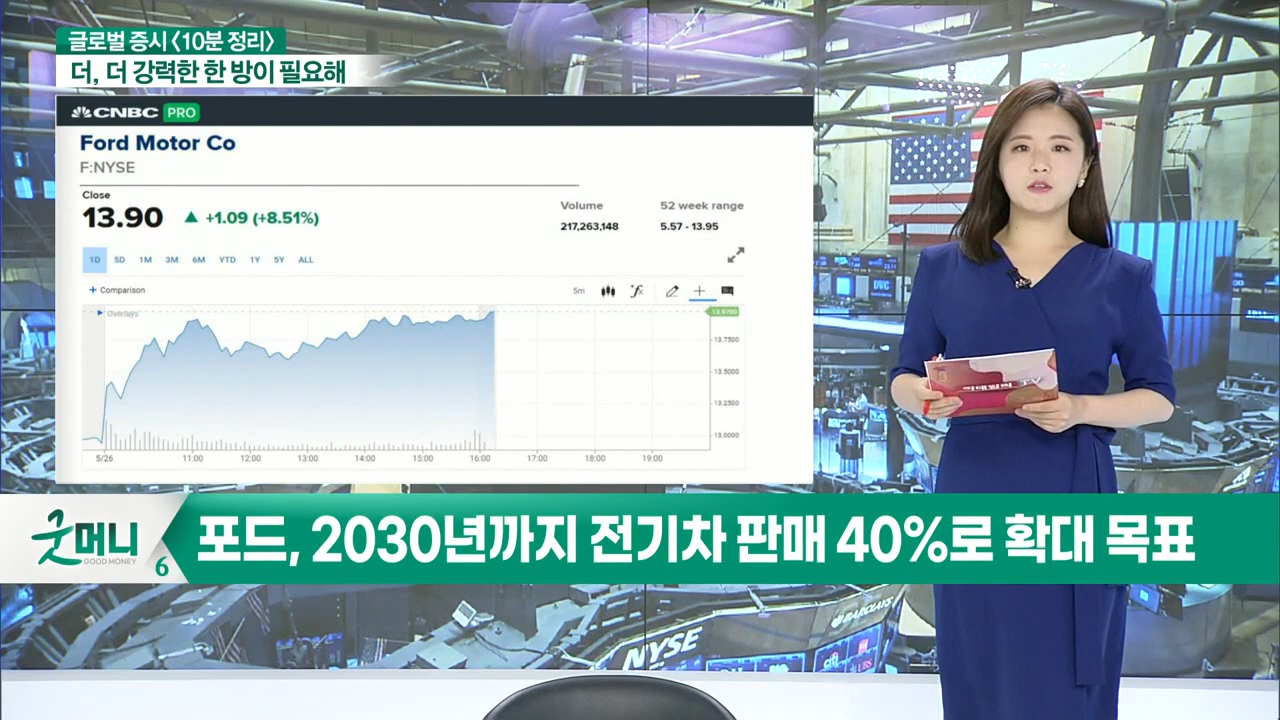 글로벌 증시 〈10분 정리〉
더, 더 강력한 한 방이 필요해
CNBC PRO
Ford Motor Co
F:NYSE
Close
13.90 ▲ +1.09 (+8.51%)
Volume
217,263,148
52 week range
5.57 - 13.95
1D 5D 1M 3M 6M YTD 1Y 5Y ALL
+ Comparison
5m
Overlays
13.9700
13.7500
13.5000
13.2500
13.0000
5/26 11:00 12:00 13:00 14:00 15:00 16:00 17:00 18:00 19:00
굿머니
GOOD MONEY
6
포드, 2030년까지 전기차 판매 40%로 확대 목표
NYSE
BARCLAYS
citi
UBS